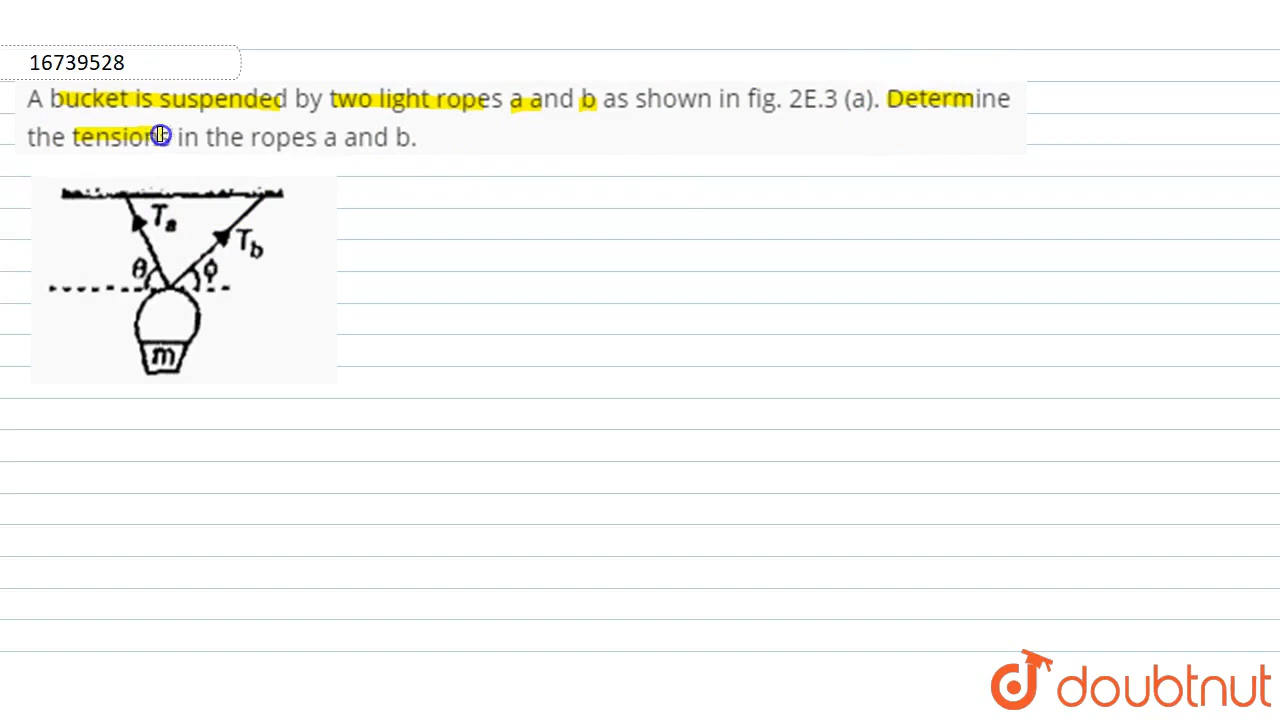 16739528
A bucket is suspended by two light ropes a and b as shown in fig. 2E.3 (a). Determine
the tensions in the ropes a and b.
Ta
Tb
θ
φ
m
doubtnut